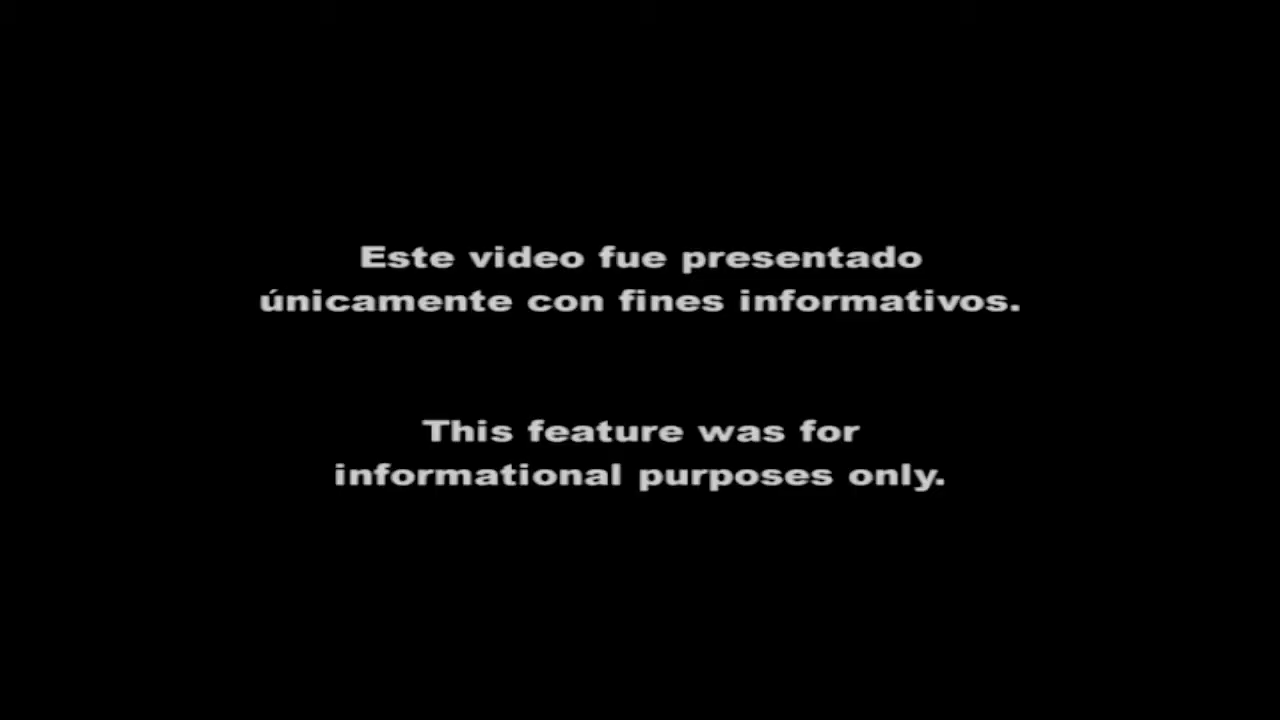 Este video fue presentado
únicamente con fines informativos.
This feature was for
informational purposes only.